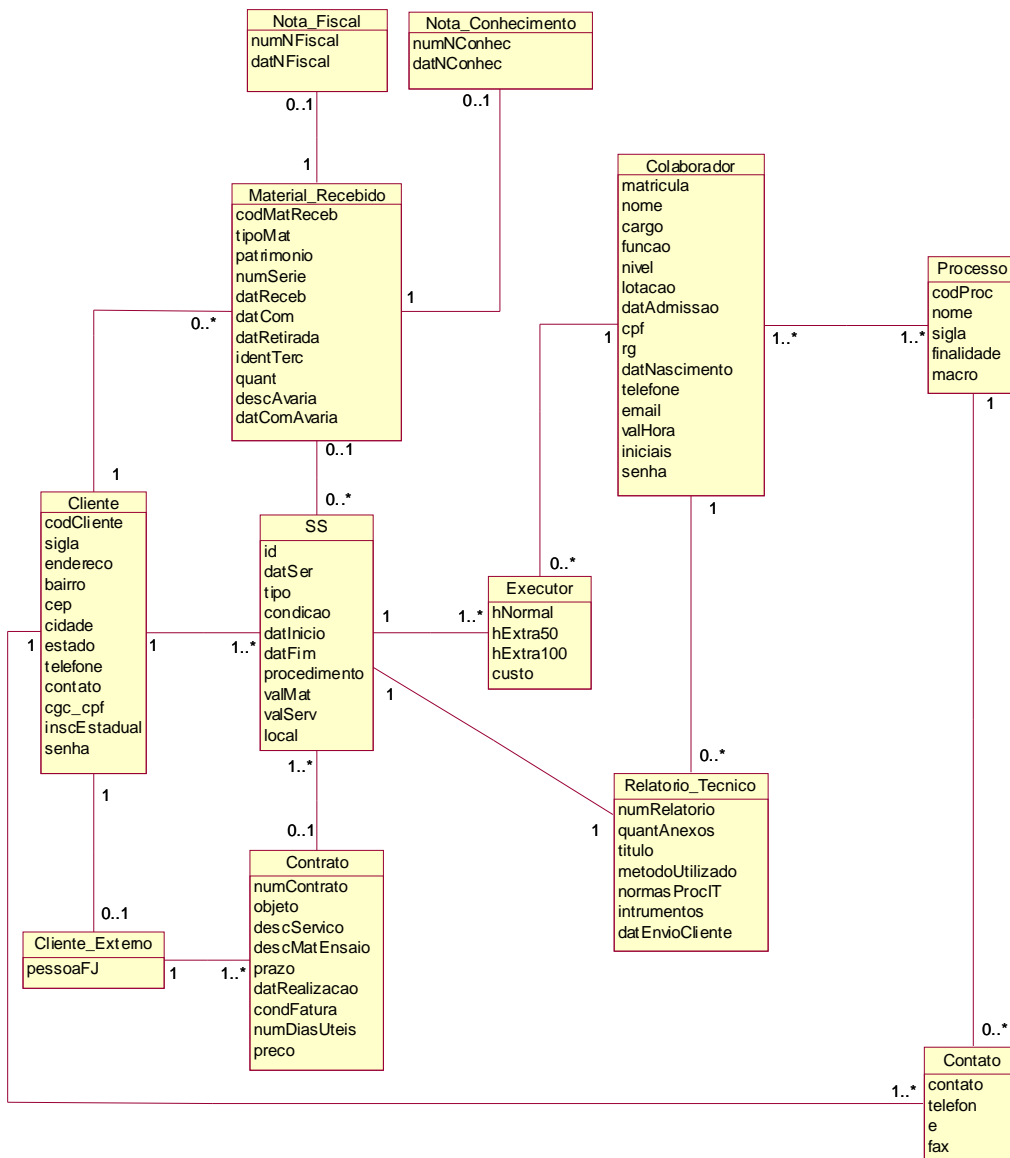 Nota_Fiscal
numNFiscal
datNFiscal
Nota_Conhecimento
numNConhec
datNConhec
0..1
0..1
1
Material_Recebido
codMatReceb
tipoMat
patrimonio
numSerie
datReceb
datCom
datRetirada
identTerc
quant
descAvaria
datComAvaria
0..*
1
0..1
Colaborador
matricula
nome
cargo
funcao
nivel
lotacao
datAdmissao
cpf
rg
datNascimento
telefone
email
valHora
iniciais
senha
1
1..*
1..*
1
Processo
codProc
nome
sigla
finalidade
macro
1
1
Cliente
codCliente
sigla
endereco
bairro
cep
cidade
estado
telefone
contato
cgc_cpf
inscEstadual
senha
1
1
1
0..*
SS
id
datSer
tipo
condicao
datInicio
datFim
procedimento
valMat
valServ
local
1..*
1
1
1..*
0..*
1..*
Executor
hNormal
hExtra50
hExtra100
custo
0..*
1
Relatorio_Tecnico
numRelatorio
quantAnexos
titulo
metodoUtilizado
normasProcIT
intrumentos
datEnvioCliente
0..1
Contrato
numContrato
objeto
descServico
descMatEnsaio
prazo
datRealizacao
condFatura
numDiasUteis
preco
0..1
Cliente_Externo
pessoaFJ
1
1..*
0..*
1..*
Contato
contato
telefon
e
fax